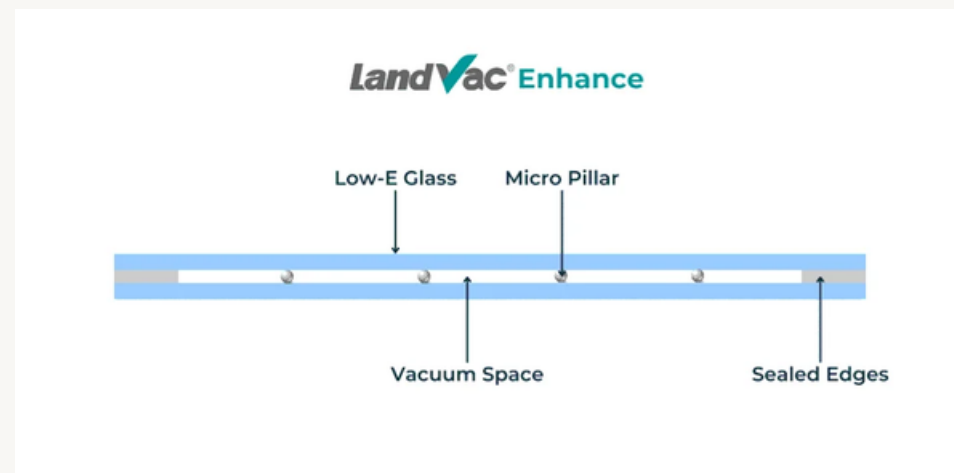 LandVac® Enhance
Low-E Glass Micro Pillar
Vacuum Space Sealed Edges